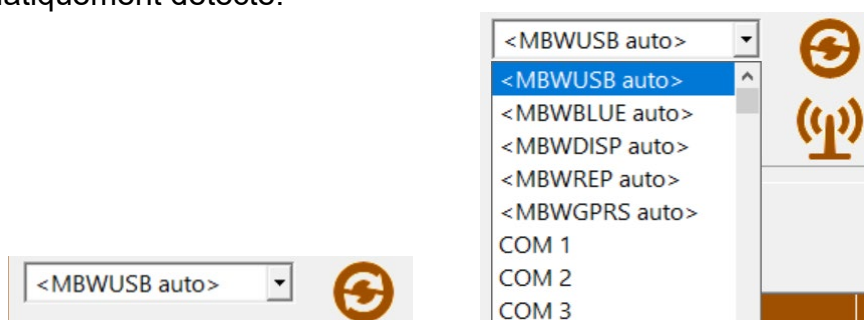 détecté.
<MBWUSB auto>
<MBWUSB auto>
<MBWUSB auto>
<MBWBLUE auto>
<MBWDISP auto>
<MBWREP auto>
<MBWGPRS auto>
COM 1
COM 2
COM 3